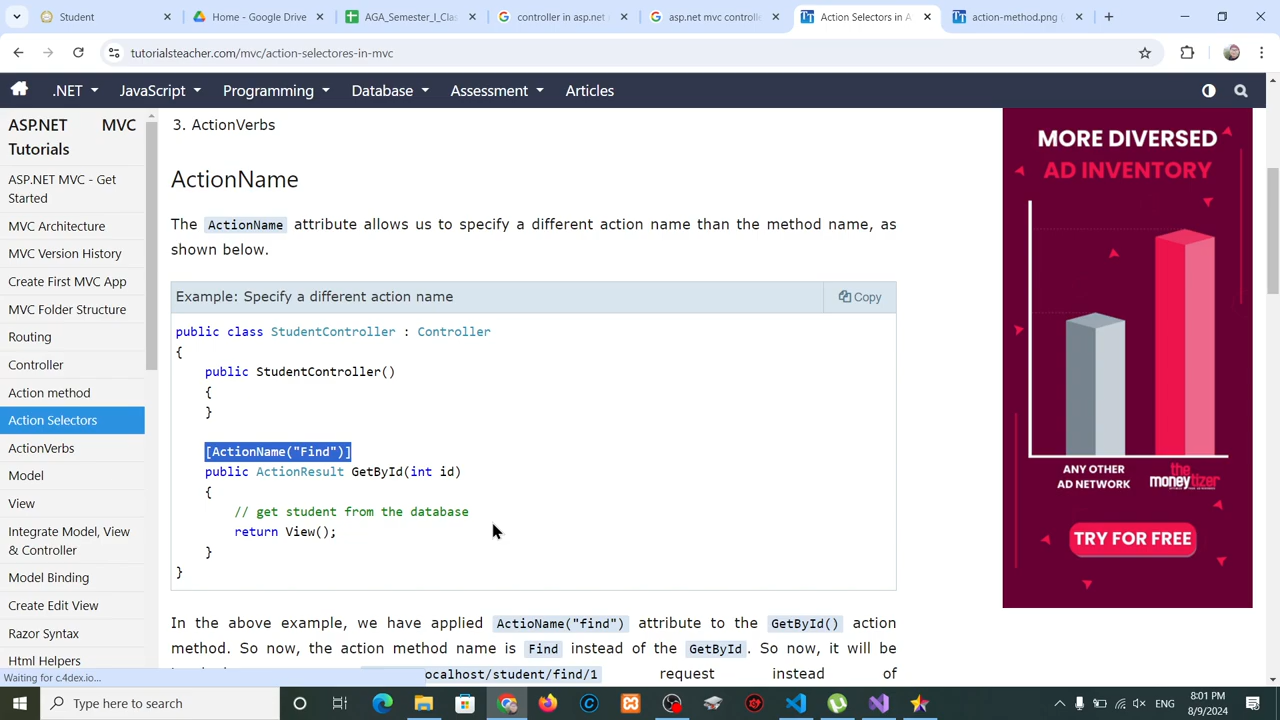 Student
Home - Google Drive
AGA_Semester_I_Clas
controller in asp.net
asp.net mvc controll
Action Selectors in A
action-method.png (
tutorialsteacher.com/mvc/action-selectores-in-mvc
.NET JavaScript Programming Database Assessment Articles
ASP.NET MVC
Tutorials
ASP.NET MVC - Get
Started
MVC Architecture
MVC Version History
Create First MVC App
MVC Folder Structure
Routing
Controller
Action method
Action Selectors
ActionVerbs
Model
View
Integrate Model, View
& Controller
Model Binding
Create Edit View
Razor Syntax
Html Helpers
3. ActionVerbs
ActionName
The ActionName attribute allows us to specify a different action name than the method name, as
shown below.
Example: Specify a different action name
Copy
public class StudentController : Controller
{
public StudentController()
{
}
[ActionName("Find")]
public ActionResult GetById(int id)
{
// get student from the database
return View();
}
}
In the above example, we have applied ActioName("find") attribute to the GetById() action
method. So now, the action method name is Find instead of the GetById. So now, it will be
ocalhost/student/find/1 request instead of
MORE DIVERSED
AD INVENTORY
ANY OTHER
AD NETWORK
the
moneytizer
TRY FOR FREE
Waiting for c.4dex.io...
Type here to search
ENG
8:01 PM
8/9/2024